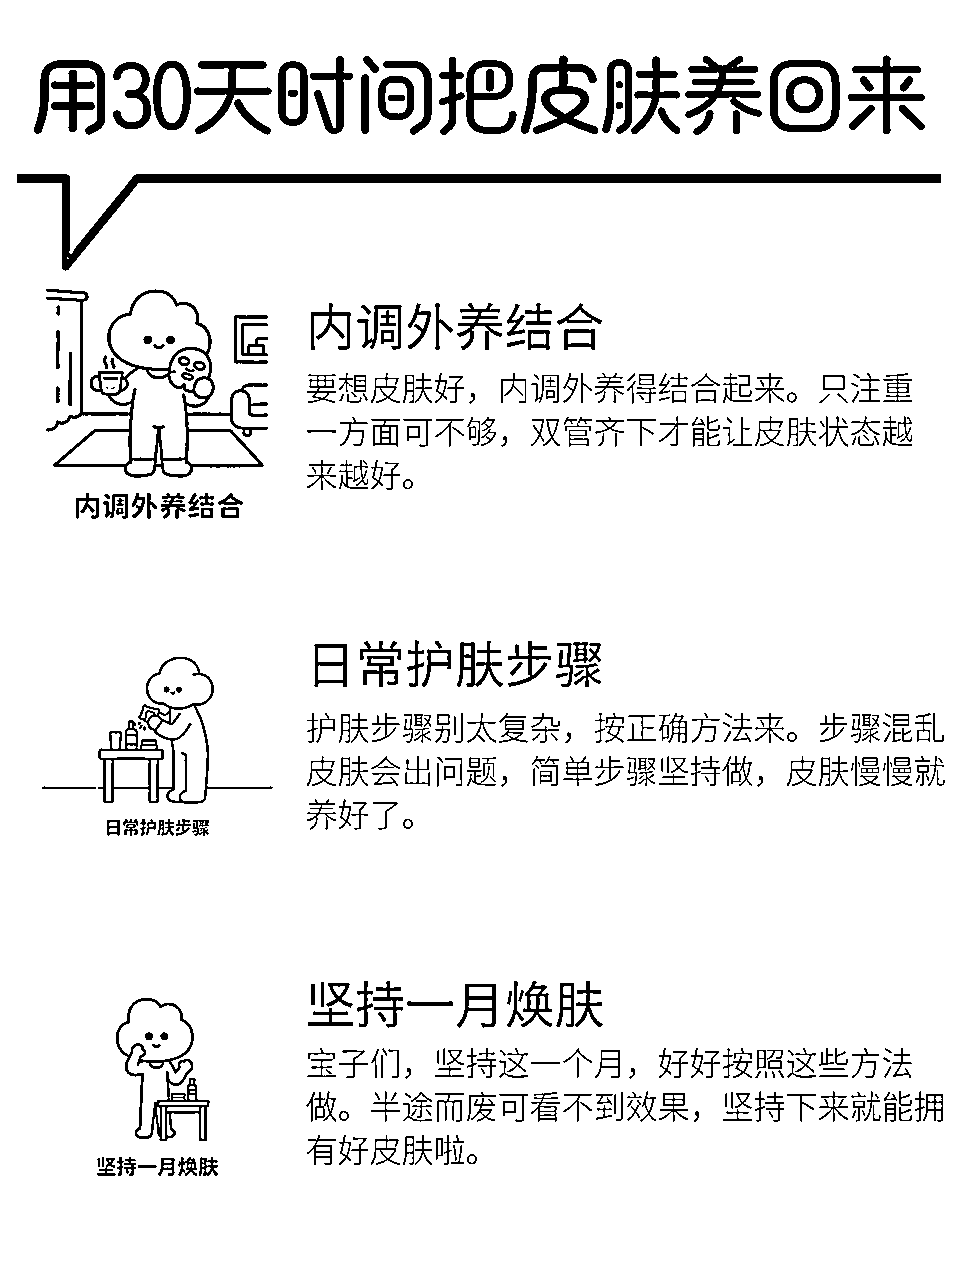 用30天时间把皮肤养回来
内调外养结合
要想皮肤好，内调外养得结合起来。只注重
一方面可不够，双管齐下才能让皮肤状态越
来越好。
内调外养结合
日常护肤步骤
护肤步骤别太复杂，按正确方法来。步骤混乱
皮肤会出问题，简单步骤坚持做，皮肤慢慢就
养好了。
日常护肤步骤
坚持一月焕肤
宝子们，坚持这一个月，好好按照这些方法
做。半途而废可看不到效果，坚持下来就能拥
有好皮肤啦。
坚持一月焕肤